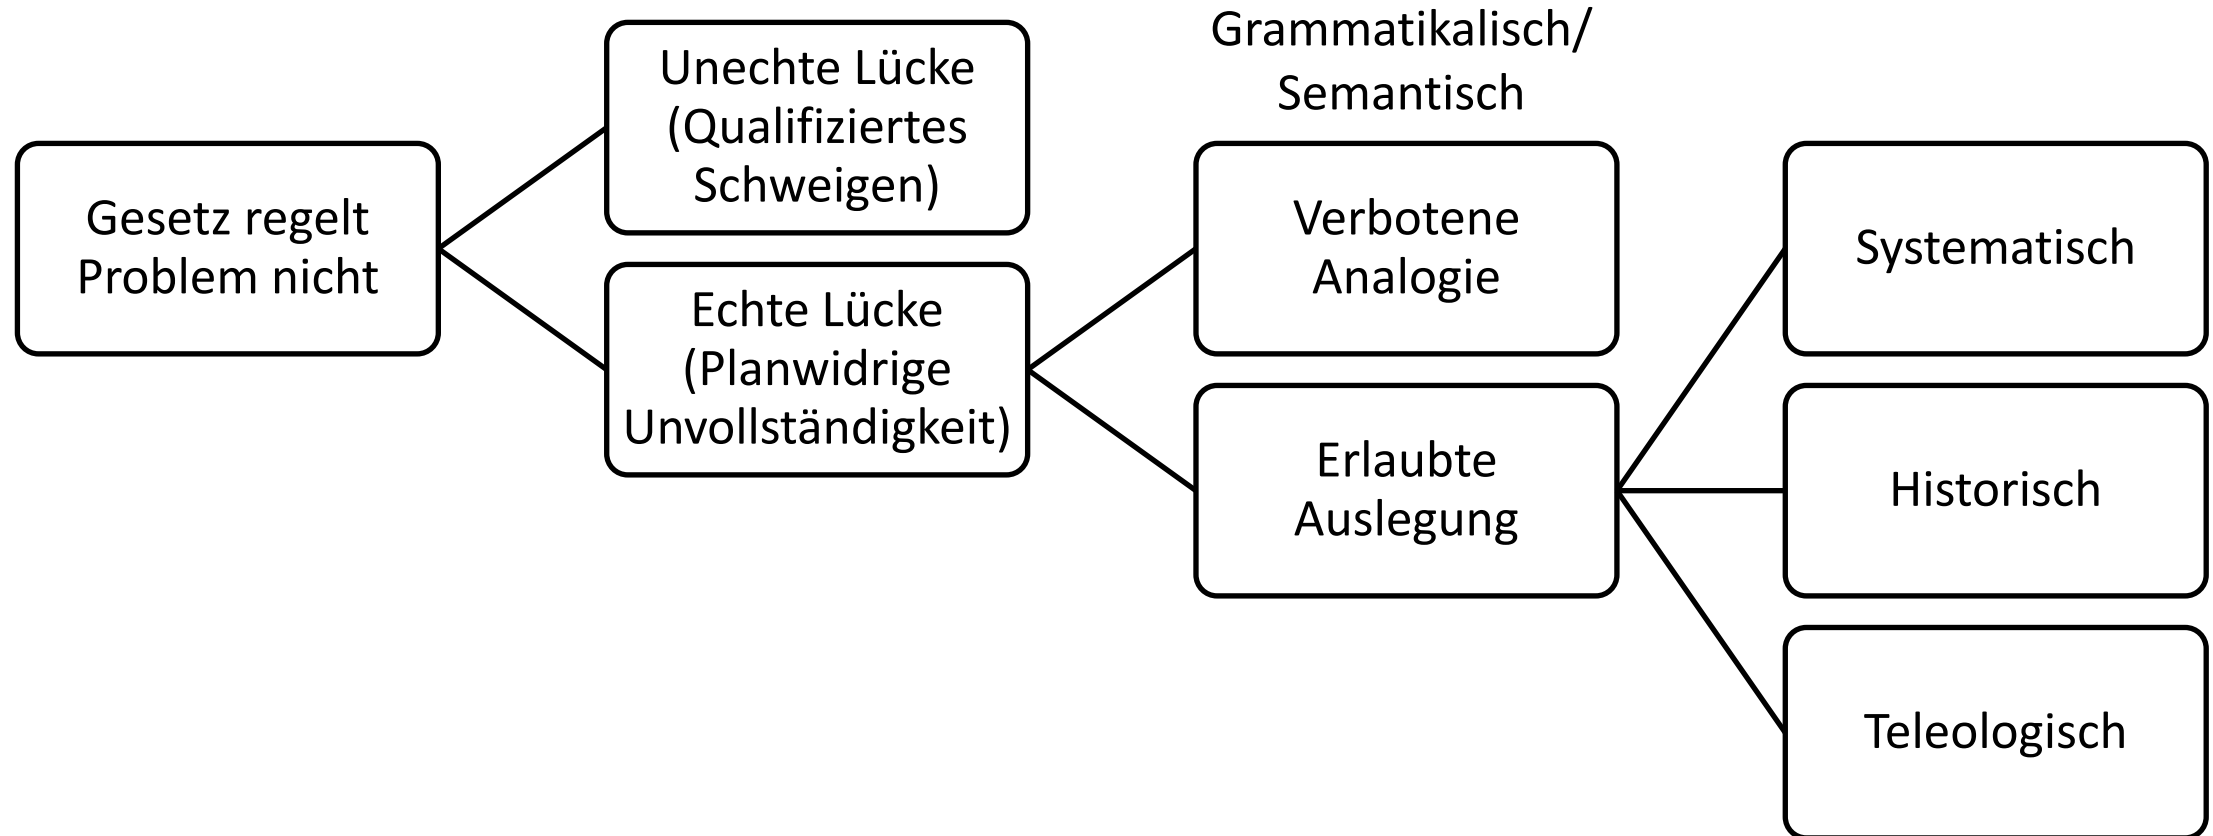 Gesetz regelt
Problem nicht
Unechte Lücke
(Qualifiziertes
Schweigen)
Echte Lücke
(Planwidrige
Unvollständigkeit)
Grammatikalisch/
Semantisch
Verbotene
Analogie
Erlaubte
Auslegung
Systematisch
Historisch
Teleologisch